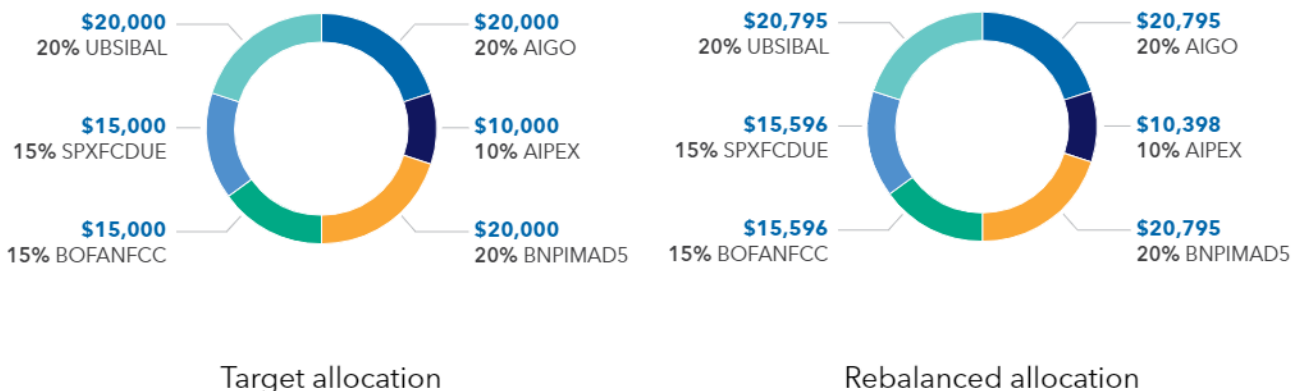 $20,000
20% UBSIBAL
$20,000
20% AIGO
$15,000
15% SPXFCDUE
$10,000
10% AIPEX
$15,000
15% BOFANFCC
$20,000
20% BNPIMAD5
Target allocation
$20,795
20% UBSIBAL
$20,795
20% AIGO
$15,596
15% SPXFCDUE
$10,398
10% AIPEX
$15,596
15% BOFANFCC
$20,795
20% BNPIMAD5
Rebalanced allocation